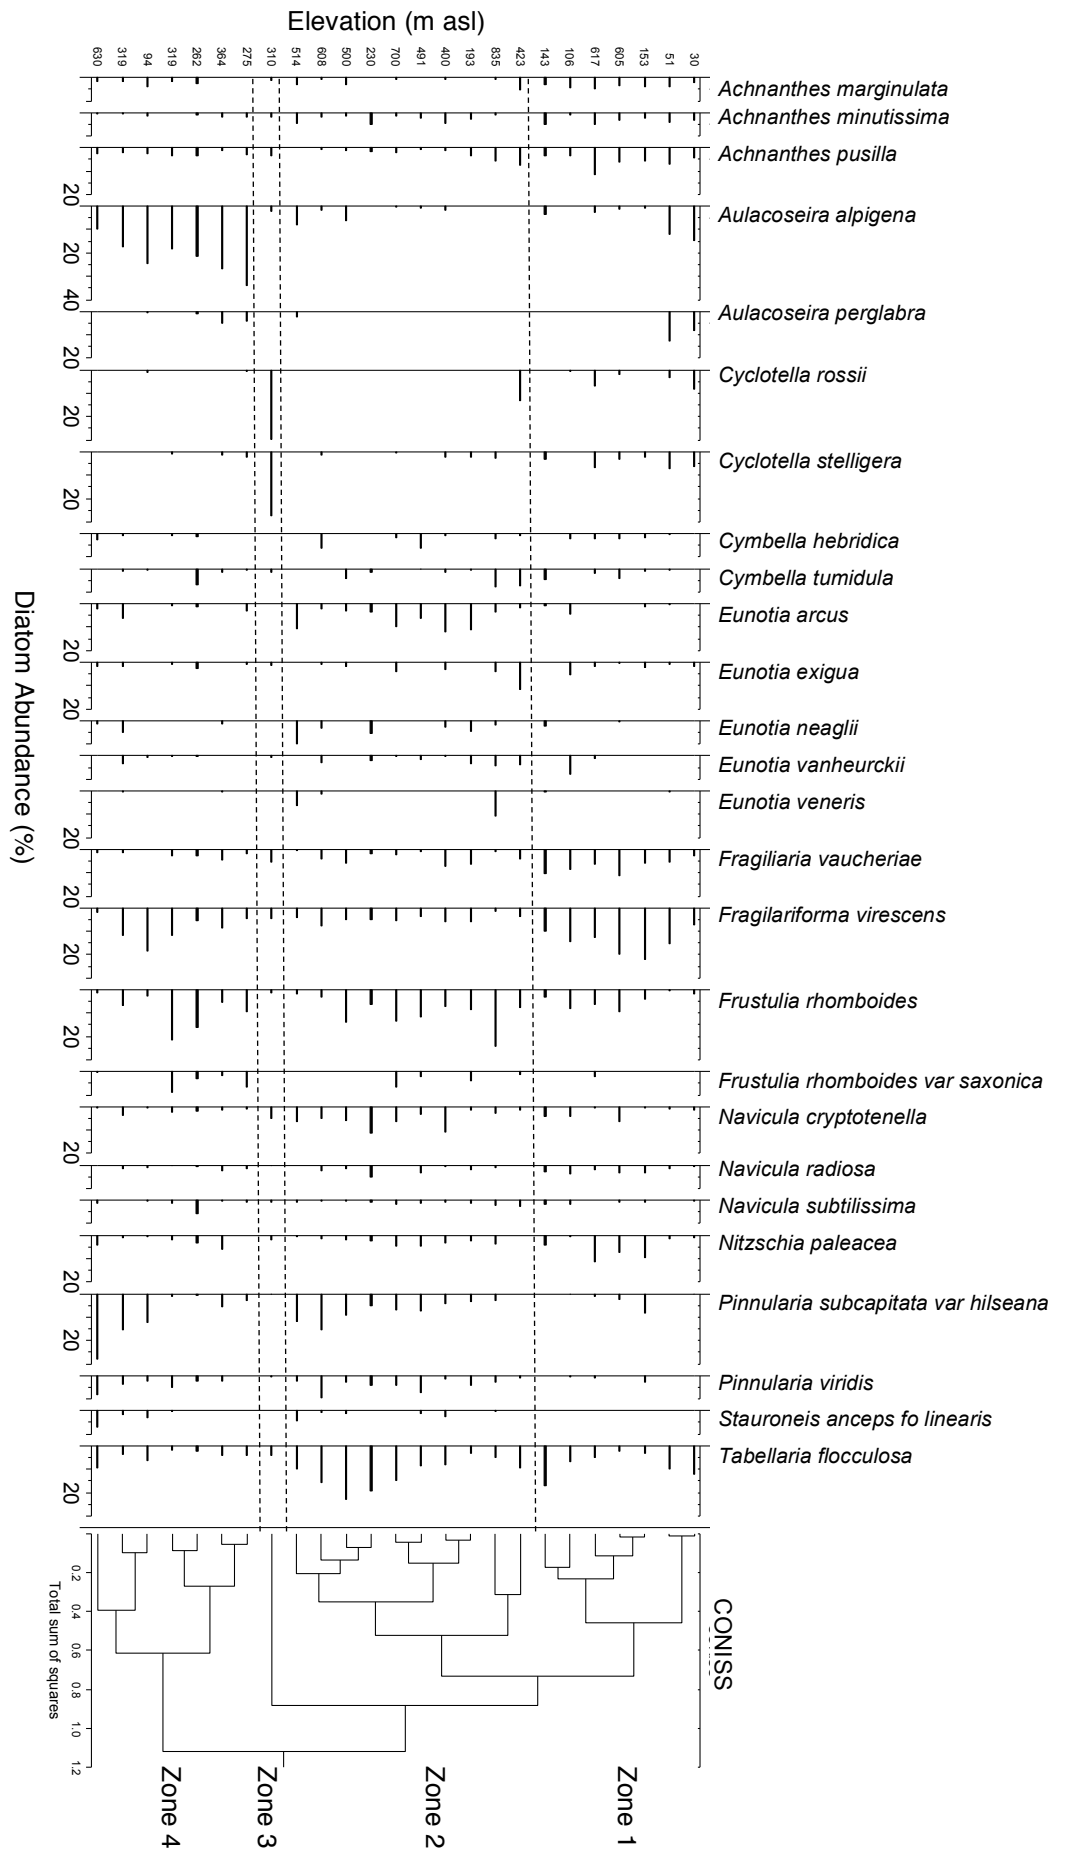 Elevation (m asl)
630 319 94 319 262 364 275 310 514 608 500 230 700 491 400 193 835 423 143 106 617 605 153 51 30
Achnanthes marginulata
Achnanthes minutissima
Achnanthes pusilla
20
Aulacoseira alpigena
20
40
Aulacoseira perglabra
20
Cyclotella rossii
20
Cyclotella stelligera
20
Cymbella hebridica
Cymbella tumidula
Eunotia arcus
20
Eunotia exigua
20
Eunotia neaglii
Eunotia vanheurckii
Eunotia veneris
20
Fragiliaria vaucheriae
20
Fragilariforma virescens
20
Frustulia rhomboides
20
Frustulia rhomboides var saxonica
Navicula cryptotenella
20
Navicula radiosa
Navicula subtilissima
Nitzschia paleacea
20
Pinnularia subcapitata var hilseana
20
Pinnularia viridis
Stauroneis anceps fo linearis
Tabellaria flocculosa
20
Diatom Abundance (%)
CONISS
0.2 0.4 0.6 0.8 1.0 1.2
Total sum of squares
Zone 4
Zone 3
Zone 2
Zone 1